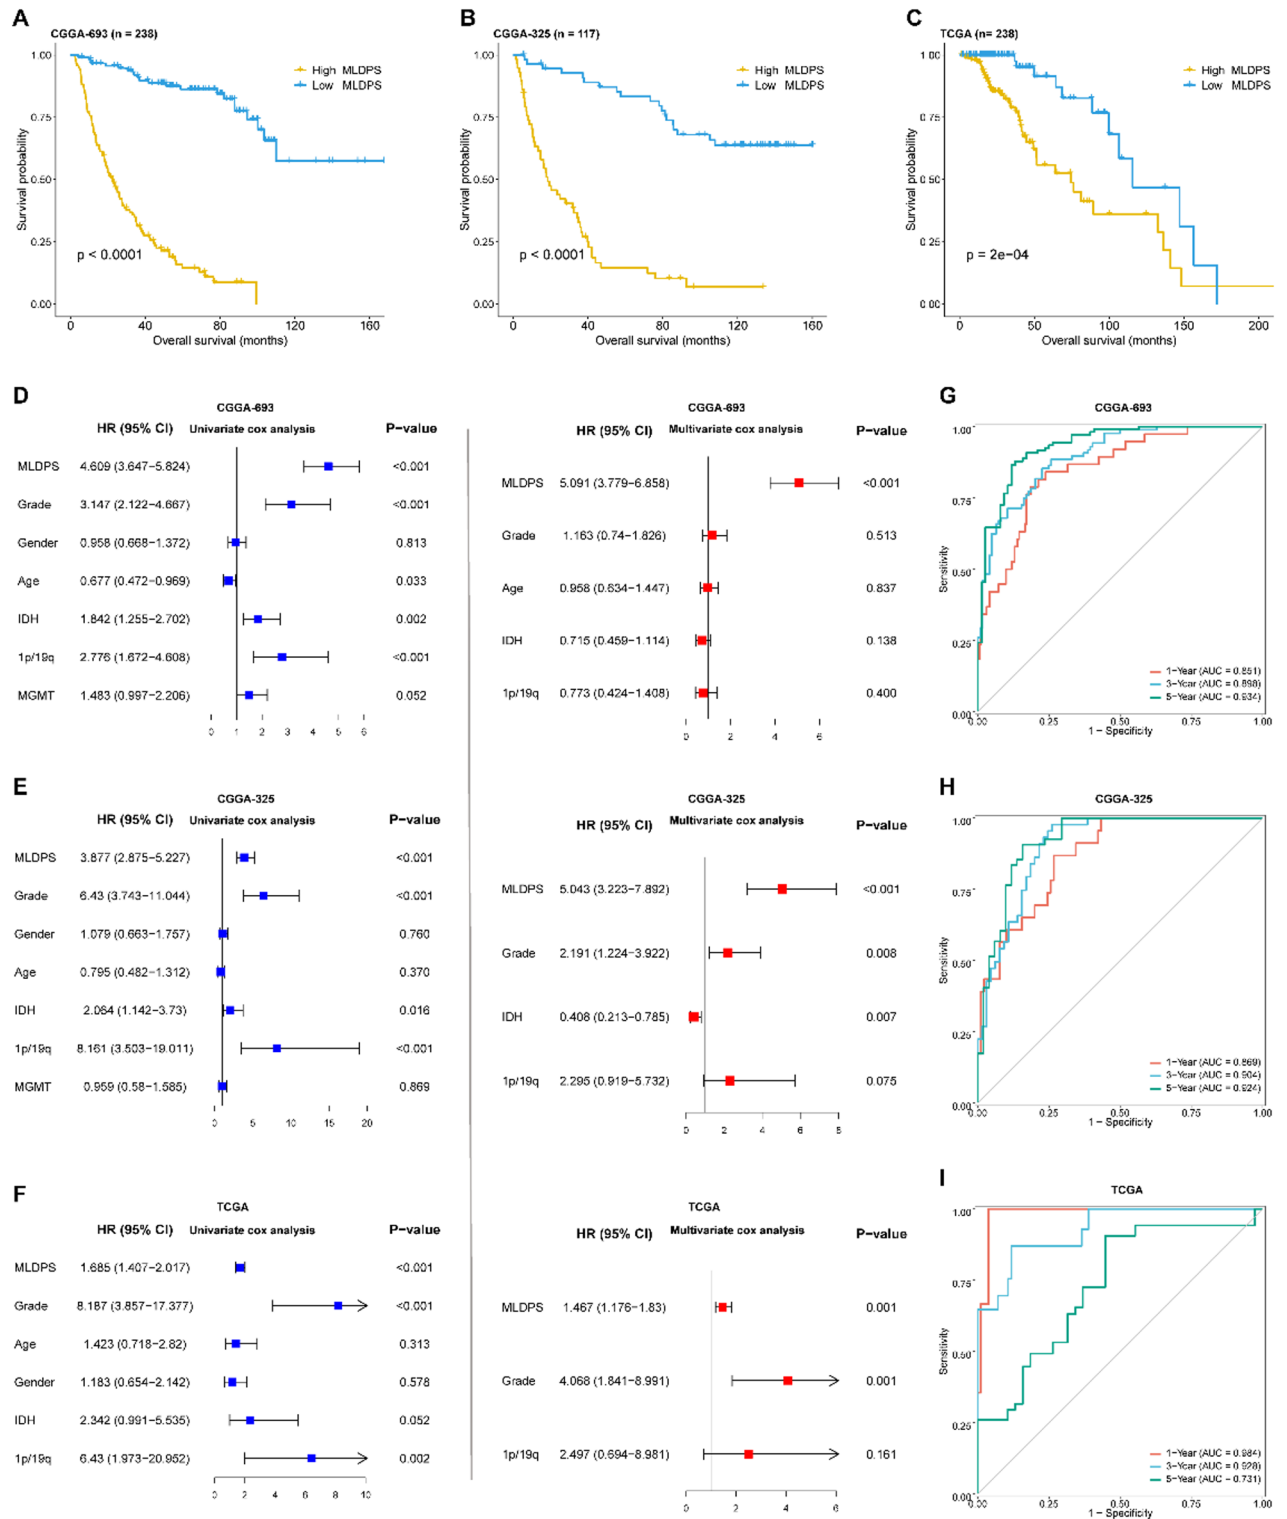 A
CGGA-693 (n = 238)
High MLDPS
Low MLDPS
1.00
0.75
0.50
0.25
0.00
Survival probability
p < 0.0001
0 40 80 120 160
Overall survival (months)
B
CGGA-325 (n = 117)
High MLDPS
Low MLDPS
1.00
0.75
0.50
0.25
0.00
Survival probability
p < 0.0001
0 40 80 120 160
Overall survival (months)
C
TCGA (n= 238)
High MLDPS
Low MLDPS
1.00
0.75
0.50
0.25
0.00
Survival probability
p = 2e−04
0 50 100 150 200
Overall survival (months)
D
CGGA-693
HR (95% CI) Univariate cox analysis P−value
MLDPS 4.609 (3.647−5.824) <0.001
Grade 3.147 (2.122−4.667) <0.001
Gender 0.958 (0.668−1.372) 0.813
Age 0.677 (0.472−0.969) 0.033
IDH 1.842 (1.255−2.702) 0.002
1p/19q 2.776 (1.672−4.608) <0.001
MGMT 1.483 (0.997−2.206) 0.052
0 1 2 3 4 5 6
CGGA-693
HR (95% CI) Multivariate cox analysis P−value
MLDPS 5.091 (3.779−6.858) <0.001
Grade 1.163 (0.74−1.826) 0.513
Age 0.958 (0.634−1.447) 0.837
IDH 0.715 (0.459−1.114) 0.138
1p/19q 0.773 (0.424−1.408) 0.400
0 2 4 6
G
CGGA-693
1.00
0.75
0.50
0.25
0.00
Sensitivity
1−Year (AUC = 0.851)
3−Year (AUC = 0.898)
5−Year (AUC = 0.934)
0.00 0.25 0.50 0.75 1.00
1 − Specificity
E
CGGA-325
HR (95% CI) Univariate cox analysis P−value
MLDPS 3.877 (2.875−5.227) <0.001
Grade 6.43 (3.743−11.044) <0.001
Gender 1.079 (0.663−1.757) 0.760
Age 0.795 (0.482−1.312) 0.370
IDH 2.064 (1.142−3.73) 0.016
1p/19q 8.161 (3.503−19.011) <0.001
MGMT 0.959 (0.58−1.585) 0.869
0 5 10 15 20
CGGA-325
HR (95% CI) Multivariate cox analysis P−value
MLDPS 5.043 (3.223−7.892) <0.001
Grade 2.191 (1.224−3.922) 0.008
IDH 0.408 (0.213−0.785) 0.007
1p/19q 2.295 (0.919−5.732) 0.075
0 2 4 6 8
H
CGGA-325
1.00
0.75
0.50
0.25
0.00
Sensitivity
1−Year (AUC = 0.869)
3−Year (AUC = 0.904)
5−Year (AUC = 0.924)
0.00 0.25 0.50 0.75 1.00
1 − Specificity
F
TCGA
HR (95% CI) Univariate cox analysis P−value
MLDPS 1.685 (1.407−2.017) <0.001
Grade 8.187 (3.857−17.377) <0.001
Age 1.423 (0.718−2.82) 0.313
Gender 1.183 (0.654−2.142) 0.578
IDH 2.342 (0.991−5.535) 0.052
1p/19q 6.43 (1.973−20.952) 0.002
0 2 4 6 8 10
TCGA
HR (95% CI) Multivariate cox analysis P−value
MLDPS 1.467 (1.176−1.83) 0.001
Grade 4.068 (1.841−8.991) 0.001
1p/19q 2.497 (0.694−8.981) 0.161
0 2 4 6
I
TCGA
1.00
0.75
0.50
0.25
0.00
Sensitivity
1−Year (AUC = 0.984)
3−Year (AUC = 0.928)
5−Year (AUC = 0.731)
0.00 0.25 0.50 0.75 1.00
1 − Specificity